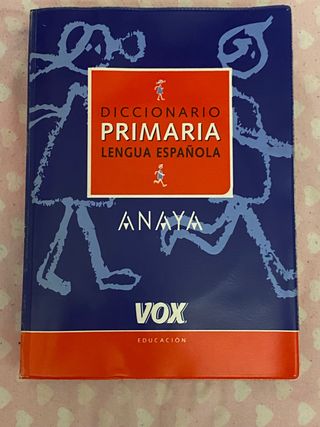 DICCIONARIO
PRIMARIA
LENGUA ESPAÑOLA
ANAYA
VOX
EDUCACIÓN